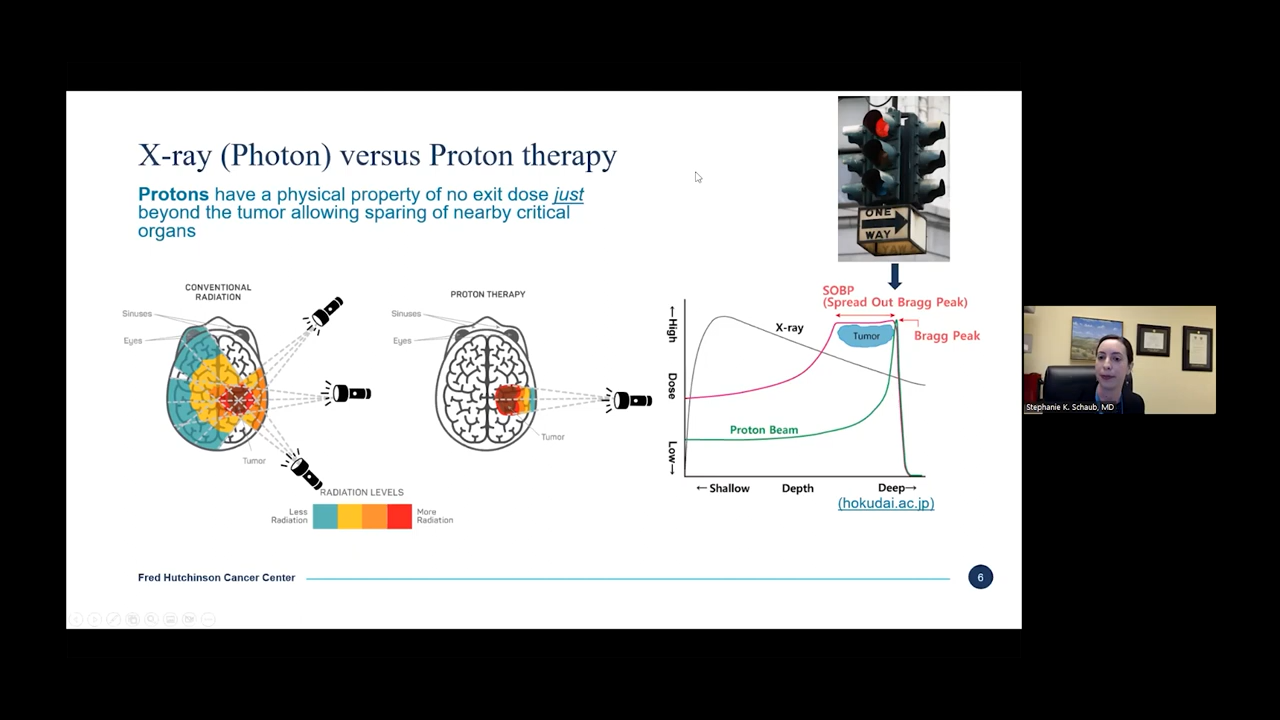 X-ray (Photon) versus Proton therapy
Protons have a physical property of no exit dose just
beyond the tumor allowing sparing of nearby critical
organs
ONE
WAY
CONVENTIONAL
RADIATION
Sinuses
Eyes
Tumor
PROTON THERAPY
Sinuses
Eyes
Tumor
RADIATION LEVELS
Less
Radiation
More
Radiation
SOBP
(Spread Out Bragg Peak)
X-ray
Tumor
Bragg Peak
Proton Beam
High
Dose
Low
Shallow
Depth
Deep
(hokudai.ac.jp)
Fred Hutchinson Cancer Center
6
Stephanie K. Schaub, MD